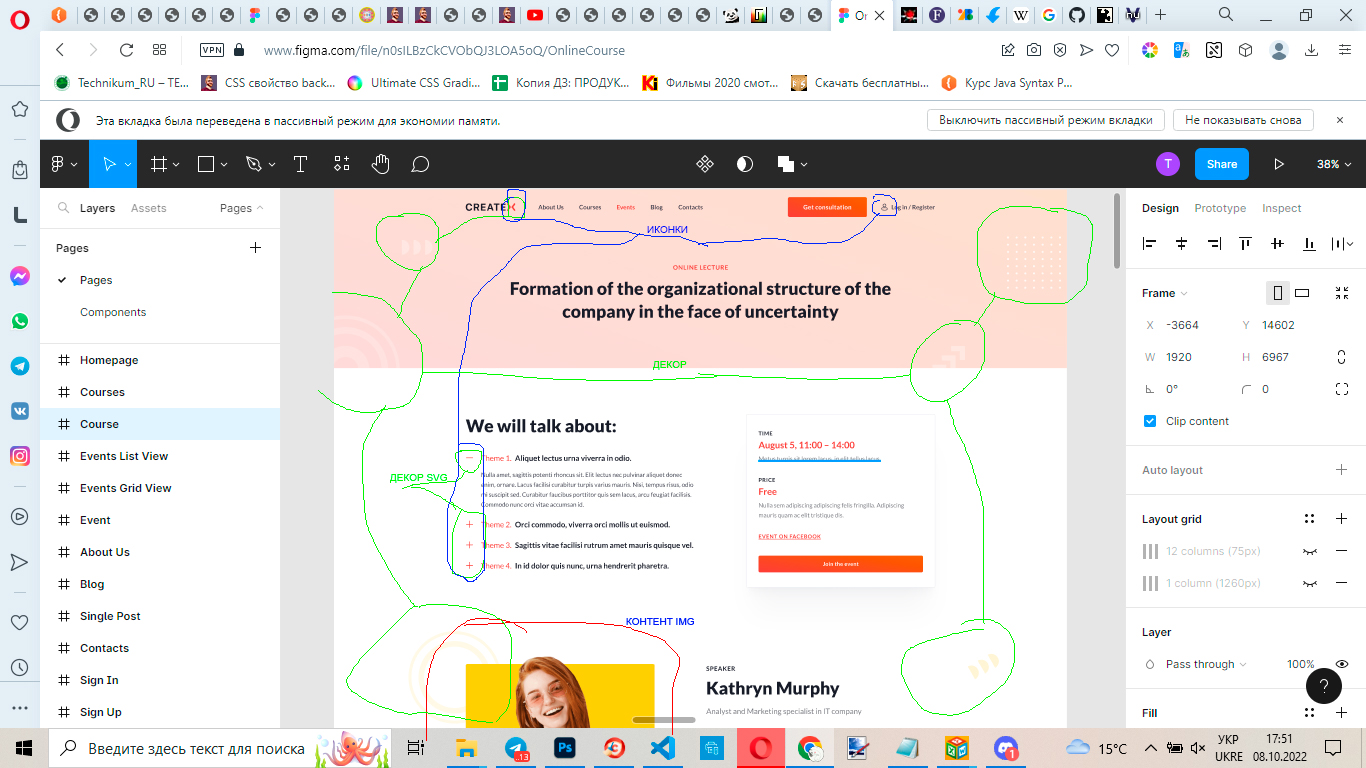 VPN
www.figma.com/file/n0sILBzCkCVObQJ3LOA5oQ/OnlineCourse
Technikum_RU – TE...
CSS свойство back...
Ultimate CSS Gradi...
Копия ДЗ: ПРОДУК...
Фильмы 2020 смот...
Скачать бесплатны...
Курс Java Syntax P...
Эта вкладка была переведена в пассивный режим для экономии памяти.
Выключить пассивный режим вкладки
Не показывать снова
T
Share
38%
Layers
Assets
Pages
Pages
Pages
Components
Homepage
Courses
Course
Events List View
Events Grid View
Event
About Us
Blog
Single Post
Contacts
Sign In
Sign Up
CREATEX
About Us
Courses
Events
Blog
Contacts
Get consultation
Log in / Register
ИКОНКИ
ONLINE LECTURE
Formation of the organizational structure of the
company in the face of uncertainty
ДЕКОР
We will talk about:
Theme 1. Aliquet lectus urna viverra in odio.
Nulla amet, sagittis potenti rhoncus sit. Elit lectus nec pulvinar aliquet donec
enim, ornare. Lacus facilisi curabitur turpis varius mauris. Nisi, tempus risus, odio
mi suscipit sed. Curabitur faucibus porttitor quis sem lacus, arcu feugiat facilisis.
Commodo nunc orci vitae accumsan id.
ДЕКОР SVG
Theme 2. Orci commodo, viverra orci mollis ut euismod.
Theme 3. Sagittis vitae facilisi rutrum amet mauris quisque vel.
Theme 4. In id dolor quis nunc, urna hendrerit pharetra.
TIME
August 5, 11:00 – 14:00
Metus turpis sit lorem lacus, in elit tellus lacus.
PRICE
Free
Nulla sem adipiscing adipiscing felis fringilla. Adipiscing
mauris quam ac elit tristique dis.
EVENT ON FACEBOOK
Join the event
КОНТЕНТ IMG
SPEAKER
Kathryn Murphy
Analyst and Marketing specialist in IT company
Design
Prototype
Inspect
Frame
X -3664
Y 14602
W 1920
H 6967
0°
0
Clip content
Auto layout
Layout grid
12 columns (75px)
1 column (1260px)
Layer
Pass through
100%
Fill
?
Введите здесь текст для поиска
15°C
УКР
UKRE
17:51
08.10.2022